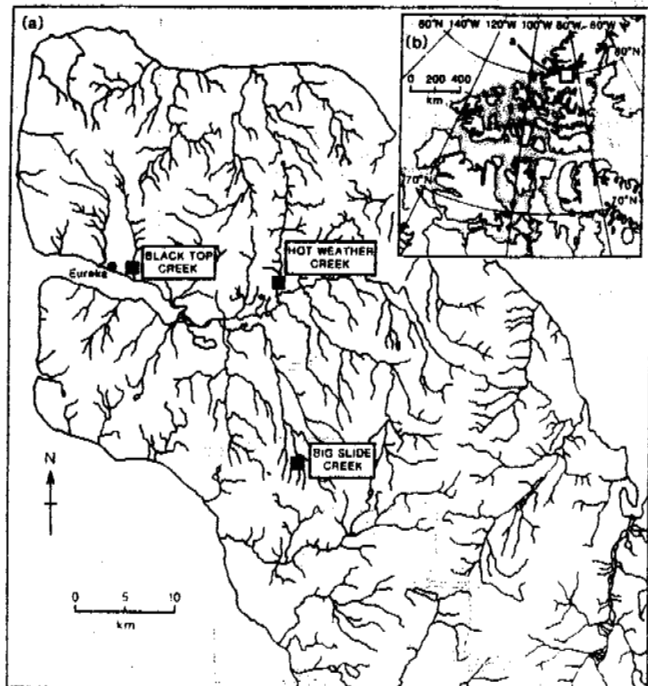 (a)
(b)
60°N 140°W 120°W 100°W 80°W 60°W
a
80°N
0 200 400
km
70°N
70°N
BLACK TOP
CREEK
HOT WEATHER
CREEK
Eureka
BIG SLIDE
CREEK
N
0 5 10
km